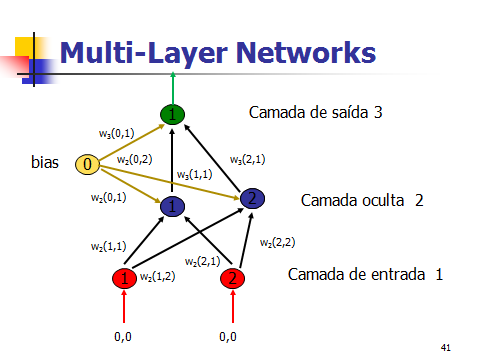 Multi-Layer Networks
1
Camada de saída 3
w3(0,1)
bias
0
w2(0,2)
w3(2,1)
w3(1,1)
w2(0,1)
1
2
Camada oculta 2
w2(1,1)
w2(2,1)
w2(2,2)
1
w2(1,2)
2
Camada de entrada 1
0,0
0,0
41